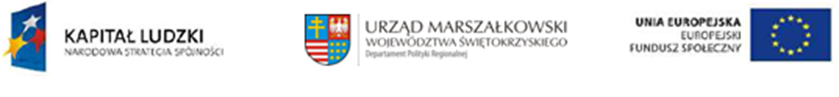 KAPITAŁ LUDZKI
NARODOWA STRATEGIA SPÓJNOŚCI
URZĄD MARSZAŁKOWSKI
WOJEWÓDZTWA ŚWIĘTOKRZYSKIEGO
Departament Polityki Regionalnej
UNIA EUROPEJSKA
EUROPEJSKI
FUNDUSZ SPOŁECZNY